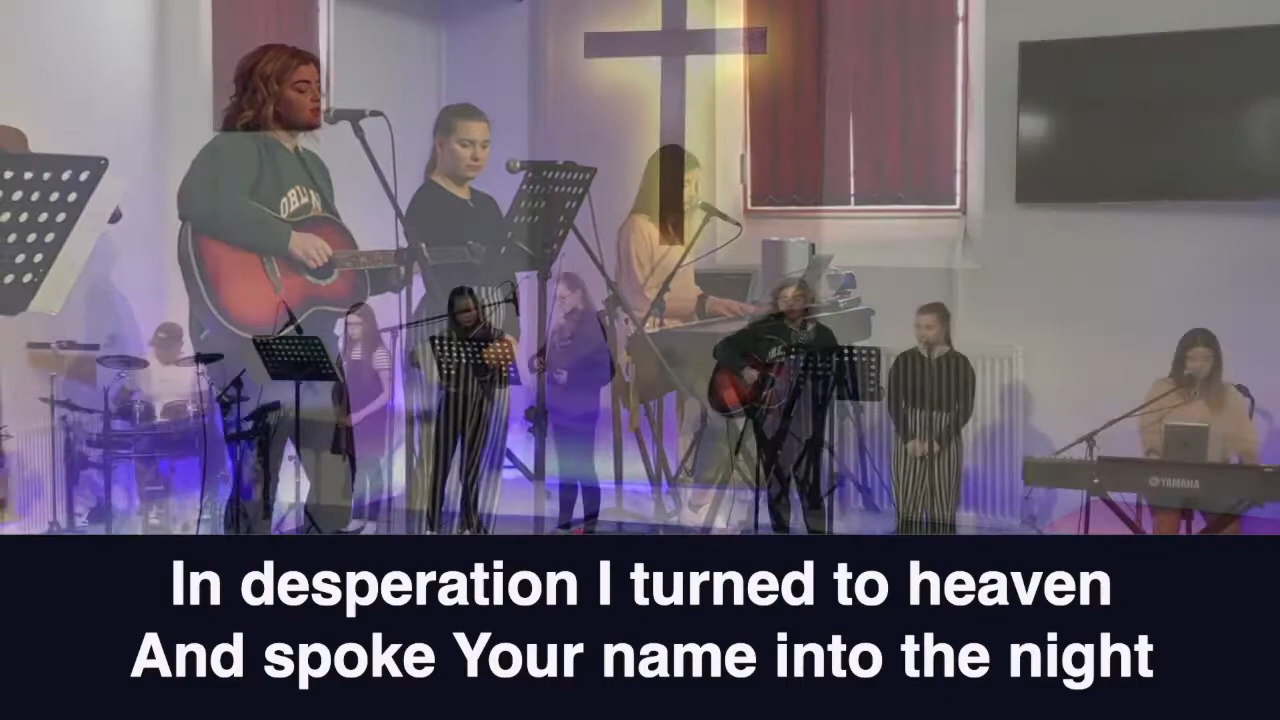 YAMAHA
In desperation I turned to heaven
And spoke Your name into the night